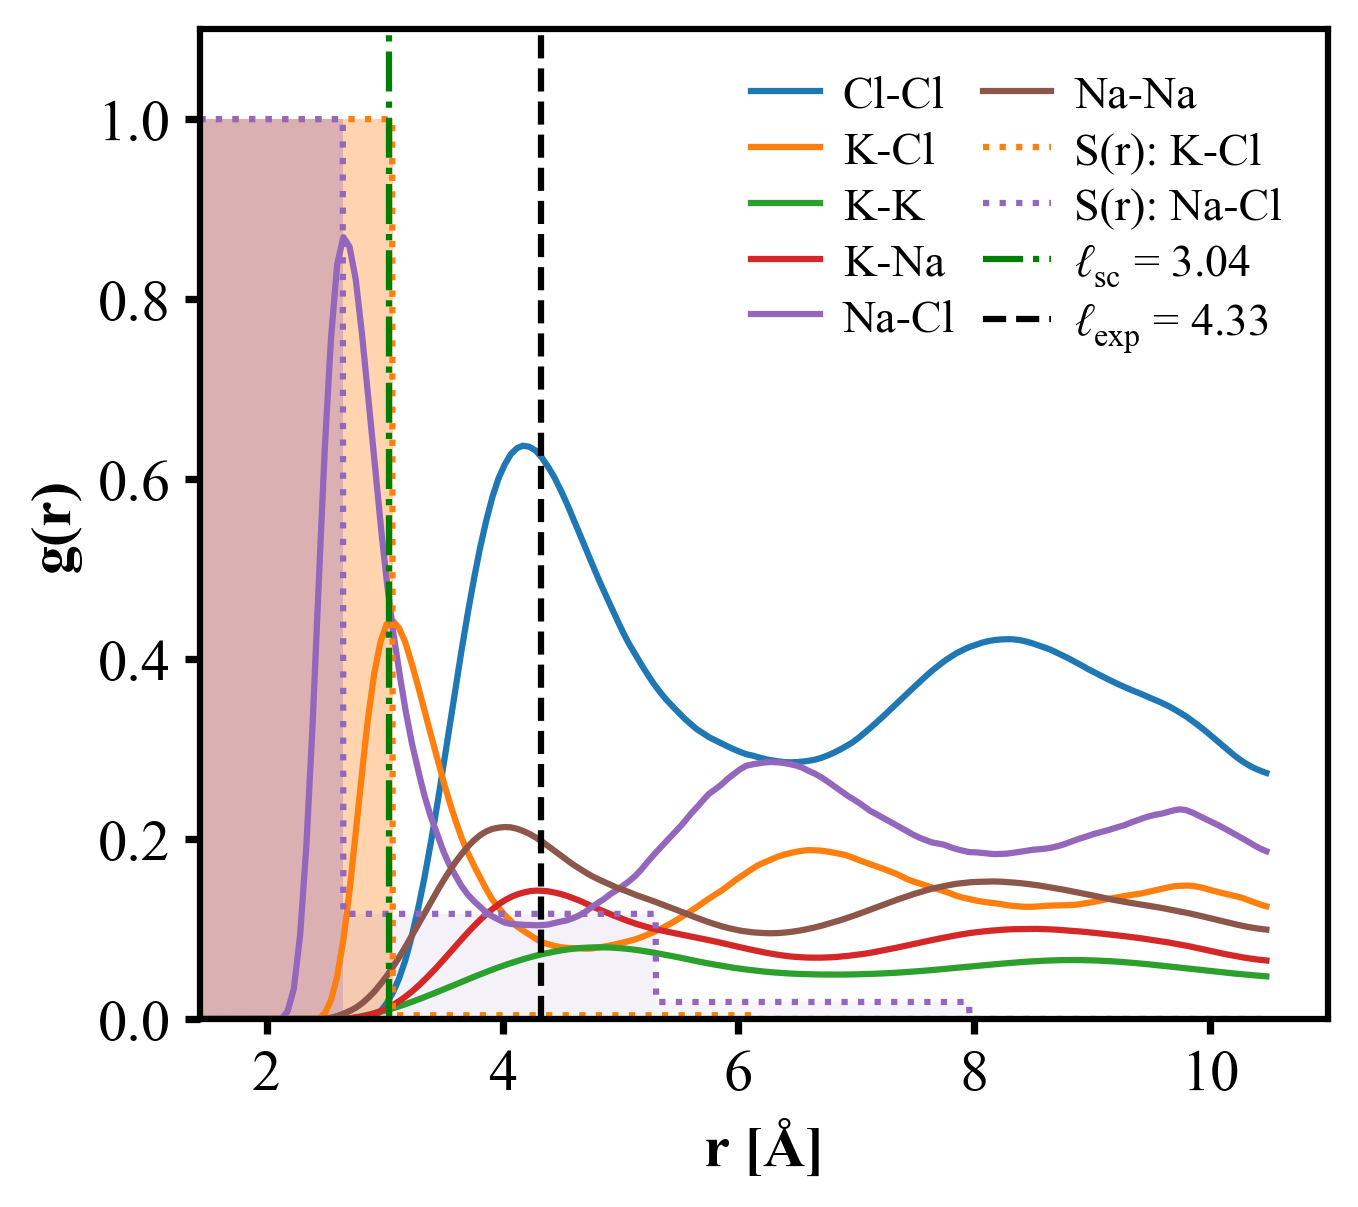 1.0
0.8
0.6
0.4
0.2
0.0
g(r)
2
4
6
8
10
r [Å]
Cl-Cl
K-Cl
K-K
K-Na
Na-Cl
Na-Na
S(r): K-Cl
S(r): Na-Cl
ℓsc = 3.04
ℓexp = 4.33